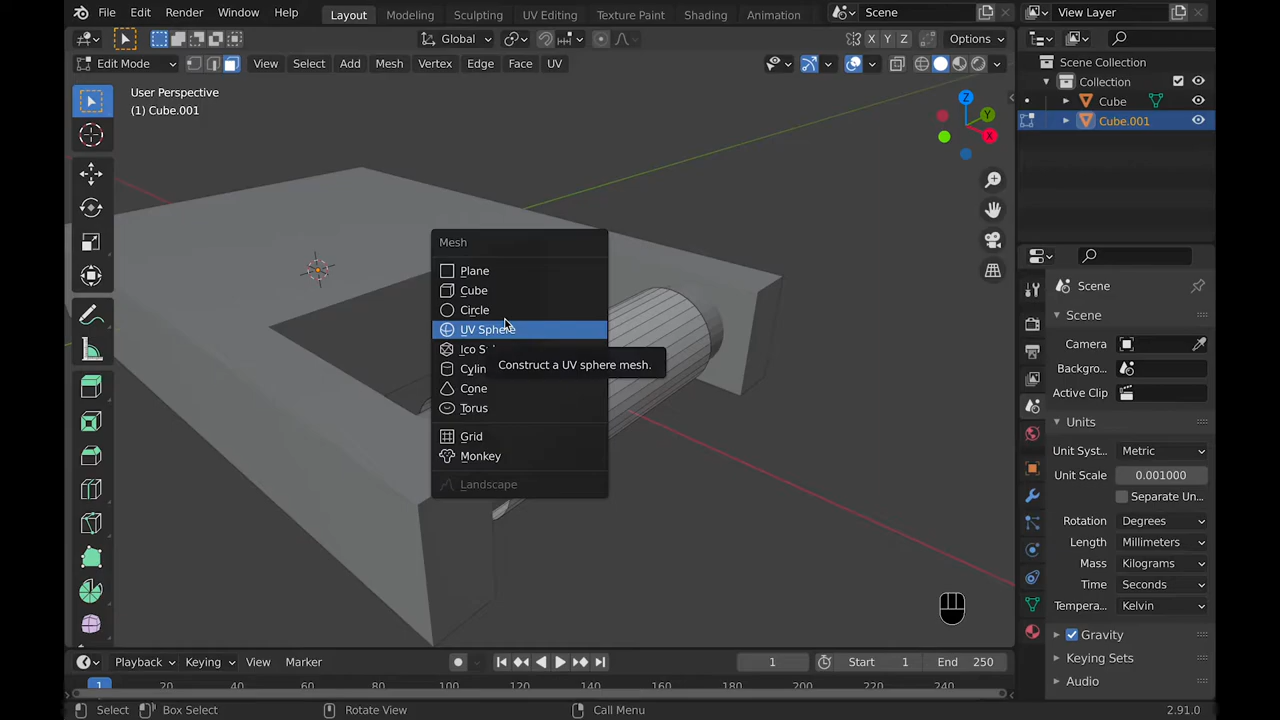 File Edit Render Window Help Layout Modeling Sculpting UV Editing Texture Paint Shading Animation Scene View Layer
Global X Y Z Options
Edit Mode View Select Add Mesh Vertex Edge Face UV
Scene Collection
Collection
Cube
Cube.001
User Perspective
(1) Cube.001
Z
Y
X
Mesh
Plane
Cube
Circle
UV Sphere
Ico S
Cylin
Cone
Torus
Grid
Monkey
Landscape
Construct a UV sphere mesh.
Scene
Scene
Camera
Backgro...
Active Clip
Units
Unit Sys... Metric
Unit Scale 0.001000
Separate Un...
Rotation Degrees
Length Millimeters
Mass Kilograms
Time Seconds
Tempera... Kelvin
Gravity
Keying Sets
Audio
Playback Keying View Marker 1 Start 1 End 250
1 20 40 60 80 100 120 140 160 180 200 220 240
Select Box Select Rotate View Call Menu 2.91.0